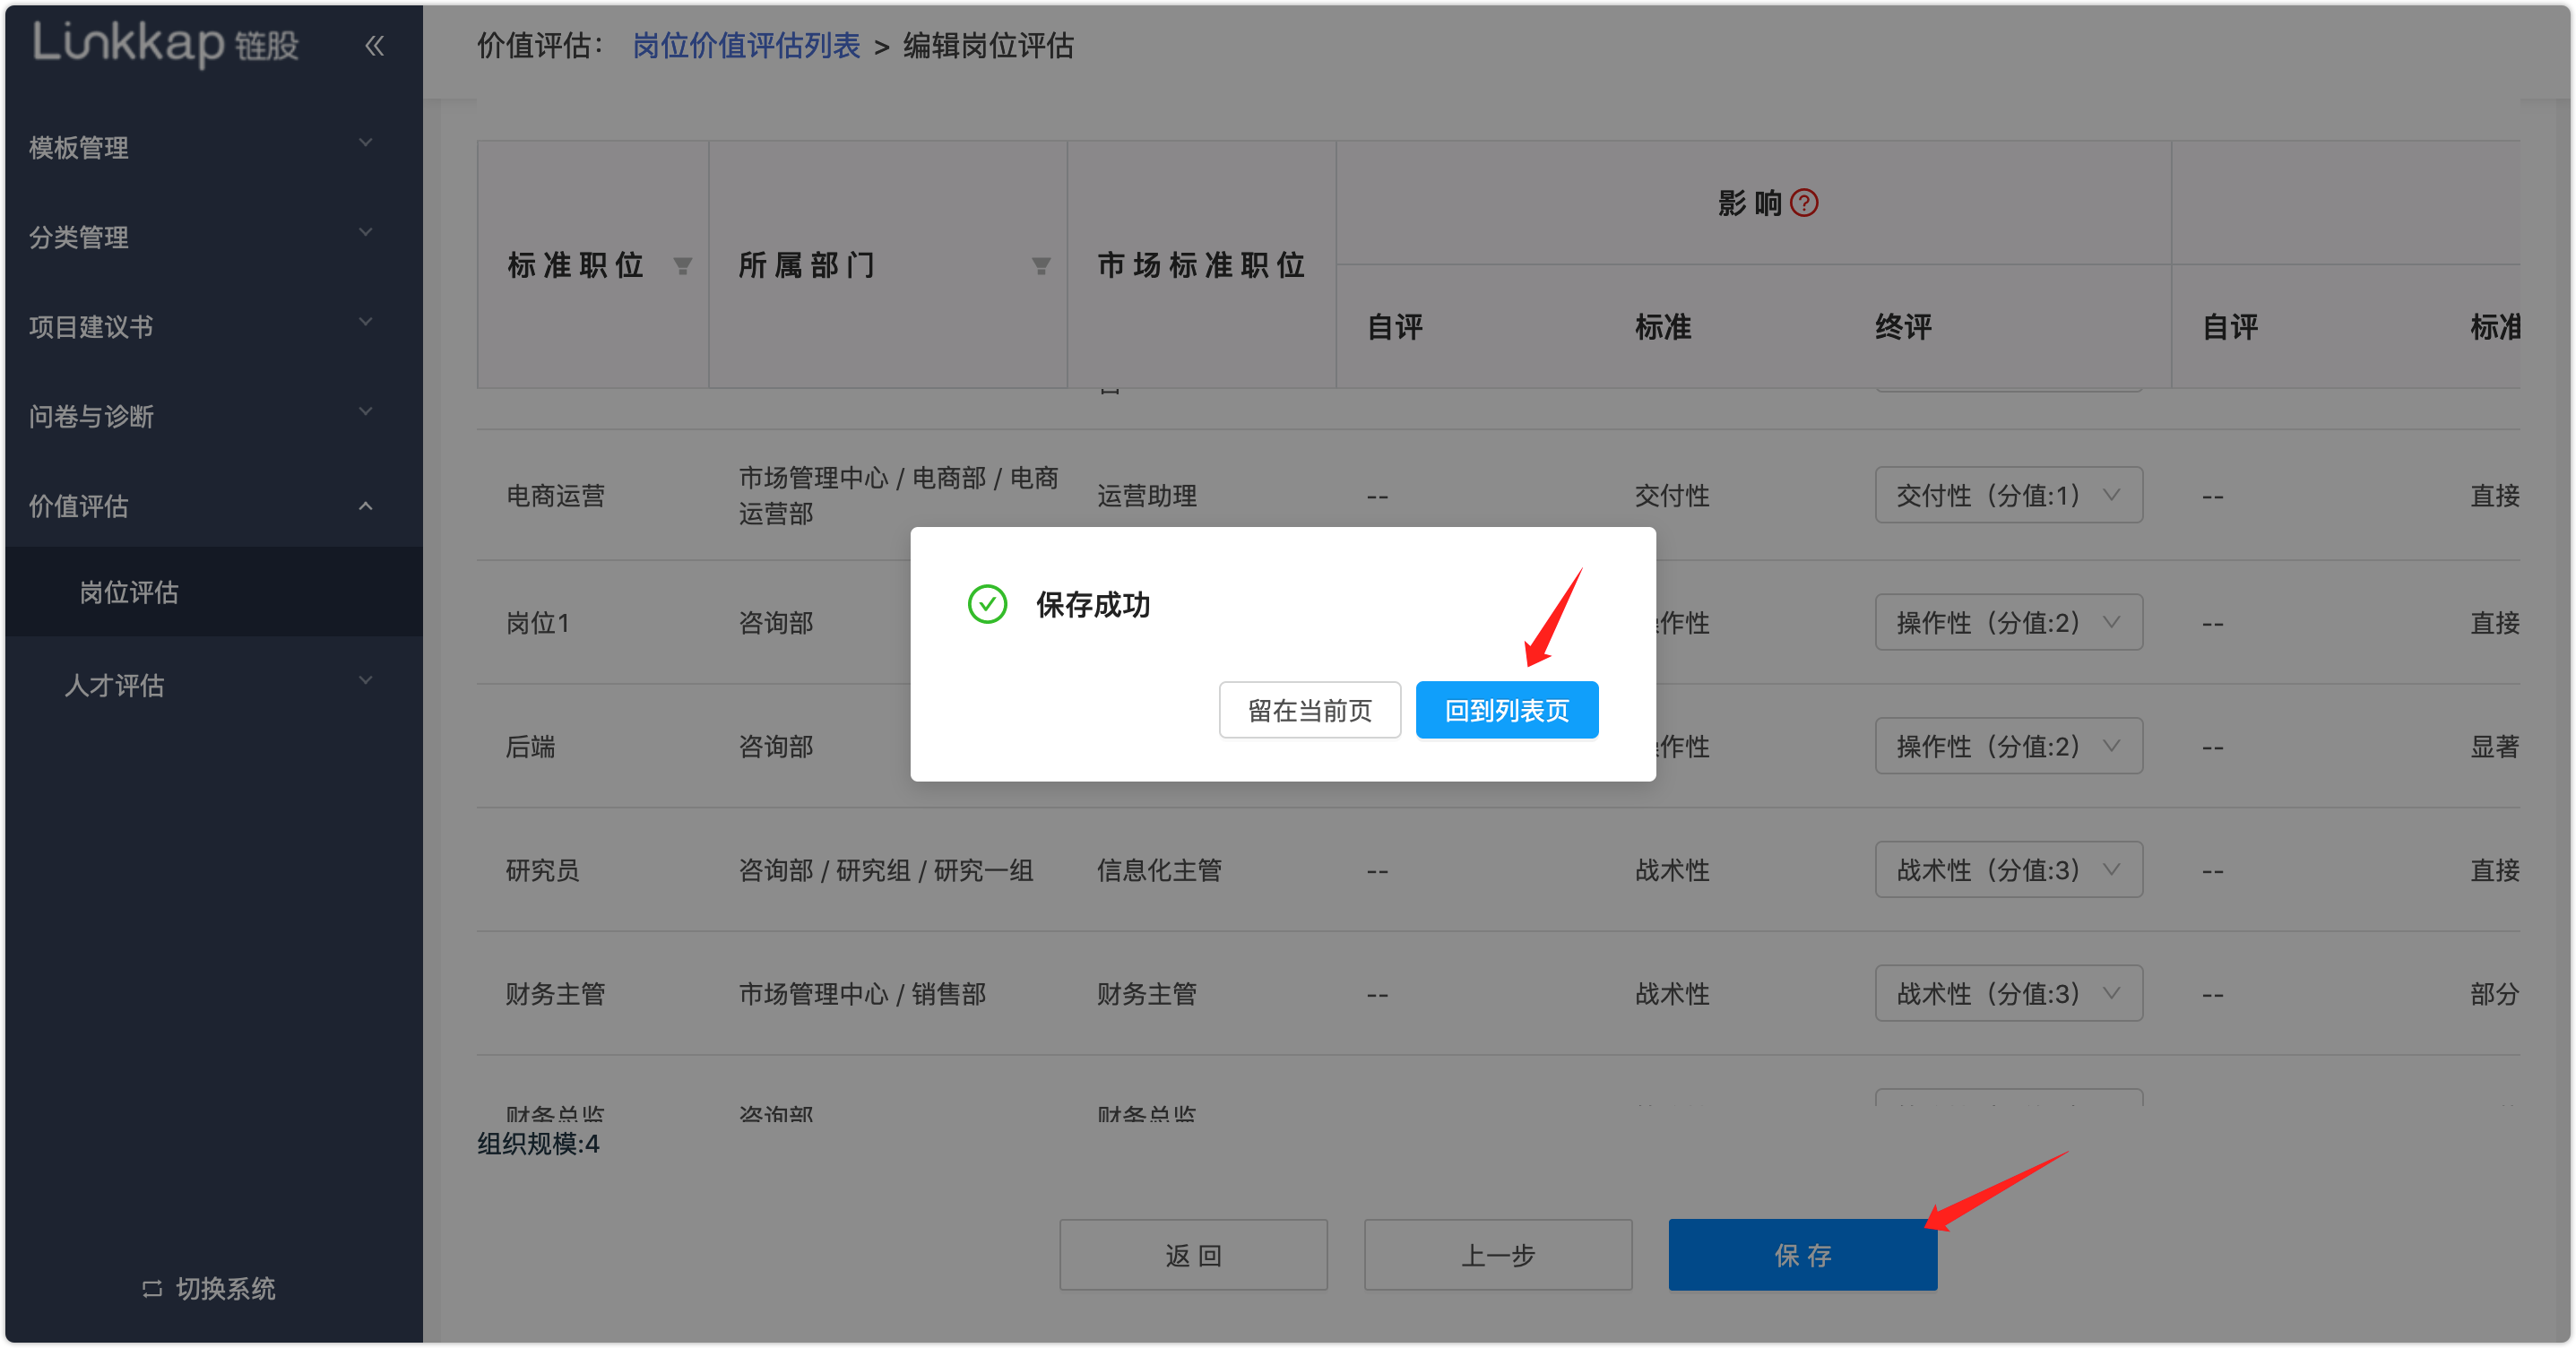 Linkkap 链股
价值评估： 岗位价值评估列表 > 编辑岗位评估
模板管理
分类管理
项目建议书
问卷与诊断
价值评估
岗位评估
人才评估
切换系统
标准职位 所属部门 市场标准职位 影响
自评 标准 终评 自评 标准
电商运营 市场管理中心 / 电商部 / 电商 运营助理 -- 交付性 交付性（分值:1） -- 直接
运营部
岗位1 咨询部 作性 操作性（分值:2） -- 直接
后端 咨询部 作性 操作性（分值:2） -- 显著
研究员 咨询部 / 研究组 / 研究一组 信息化主管 -- 战术性 战术性（分值:3） -- 直接
财务主管 市场管理中心 / 销售部 财务主管 -- 战术性 战术性（分值:3） -- 部分
财务总监 咨询部 财务总监
组织规模:4
返 回 上一步 保 存
保存成功
留在当前页 回到列表页